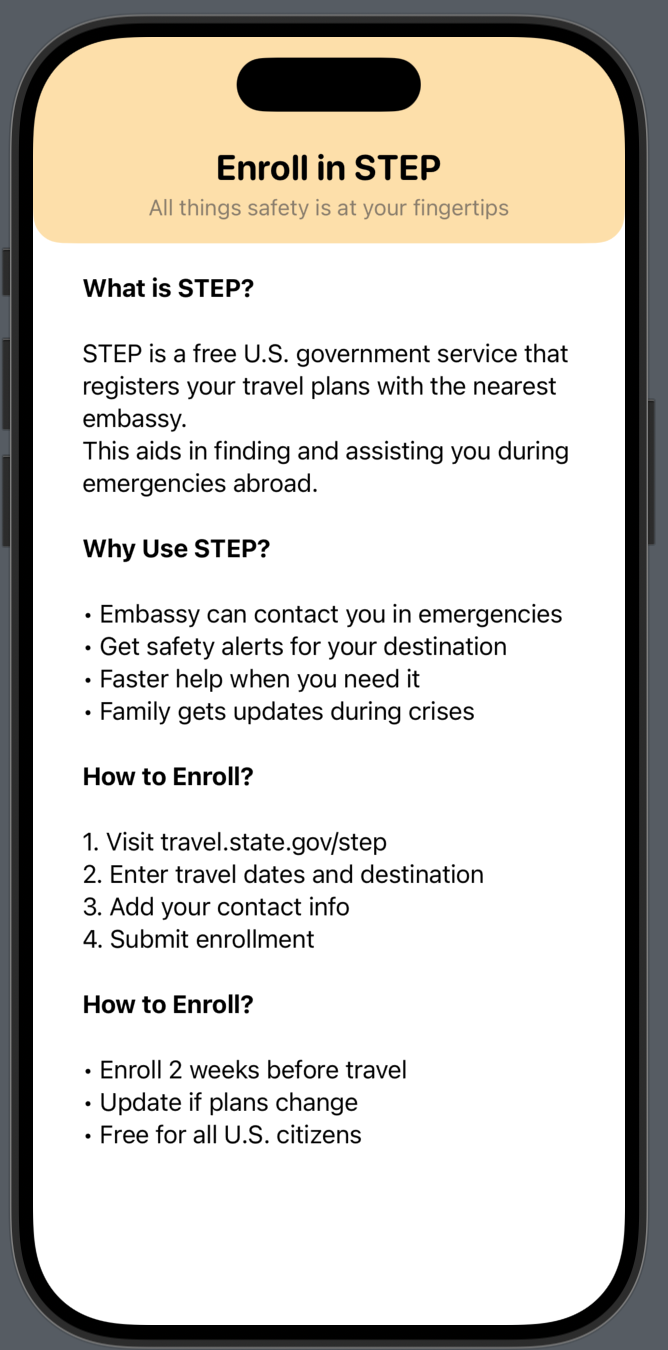 Enroll in STEP
All things safety is at your fingertips
What is STEP?
STEP is a free U.S. government service that
registers your travel plans with the nearest
embassy.
This aids in finding and assisting you during
emergencies abroad.
Why Use STEP?
• Embassy can contact you in emergencies
• Get safety alerts for your destination
• Faster help when you need it
• Family gets updates during crises
How to Enroll?
1. Visit travel.state.gov/step
2. Enter travel dates and destination
3. Add your contact info
4. Submit enrollment
How to Enroll?
• Enroll 2 weeks before travel
• Update if plans change
• Free for all U.S. citizens